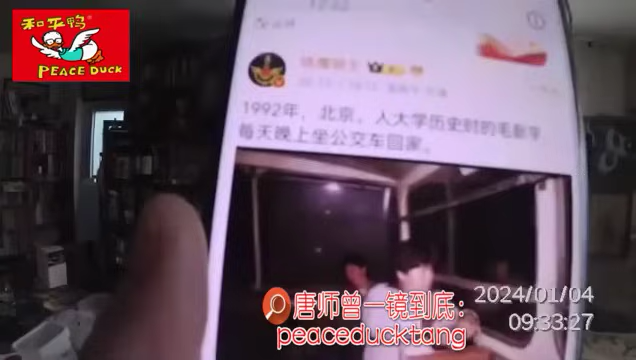 和平鸭
PEACE DUCK
1992年，北京，人大学历史时的毛新宇
每天晚上坐公交车回家。
唐师曾一镜到底：
peaceducktang
2024/01/04
09:33:27